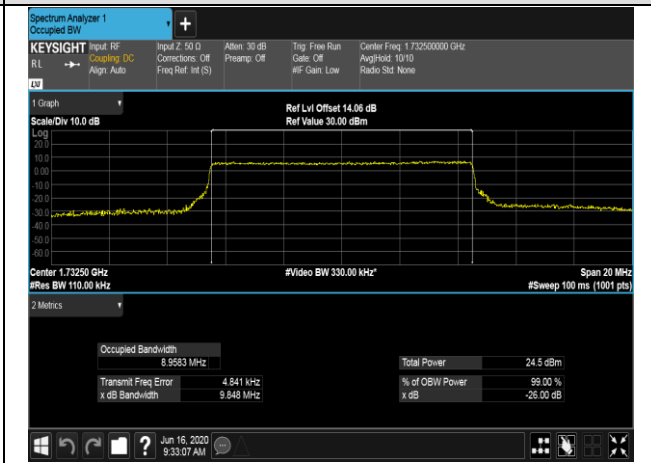 Spectrum Analyzer 1
Occupied BW
+
KEYSIGHT Input: RF Input Z: 50 Ω Atten: 30 dB Trig: Free Run Center Freq: 1.732500000 GHz
RL Coupling: DC Corrections: Off Preamp: Off Gate: Off Avg|Hold: 10/10
Align: Auto Freq Ref: Int (S) #IF Gain: Low Radio Std: None
LXI
1 Graph
Ref Lvl Offset 14.06 dB
Scale/Div 10.0 dB Ref Value 30.00 dBm
Log
20.0
10.0
0.00
-10.0
-20.0
-30.0
-40.0
-50.0
-60.0
Center 1.73250 GHz #Video BW 330.00 kHz* Span 20 MHz
#Res BW 110.00 kHz #Sweep 100 ms (1001 pts)
2 Metrics
Occupied Bandwidth
8.9583 MHz Total Power 24.5 dBm
Transmit Freq Error 4.841 kHz % of OBW Power 99.00 %
x dB Bandwidth 9.848 MHz x dB -26.00 dB
? Jun 16, 2020
9:33:07 AM